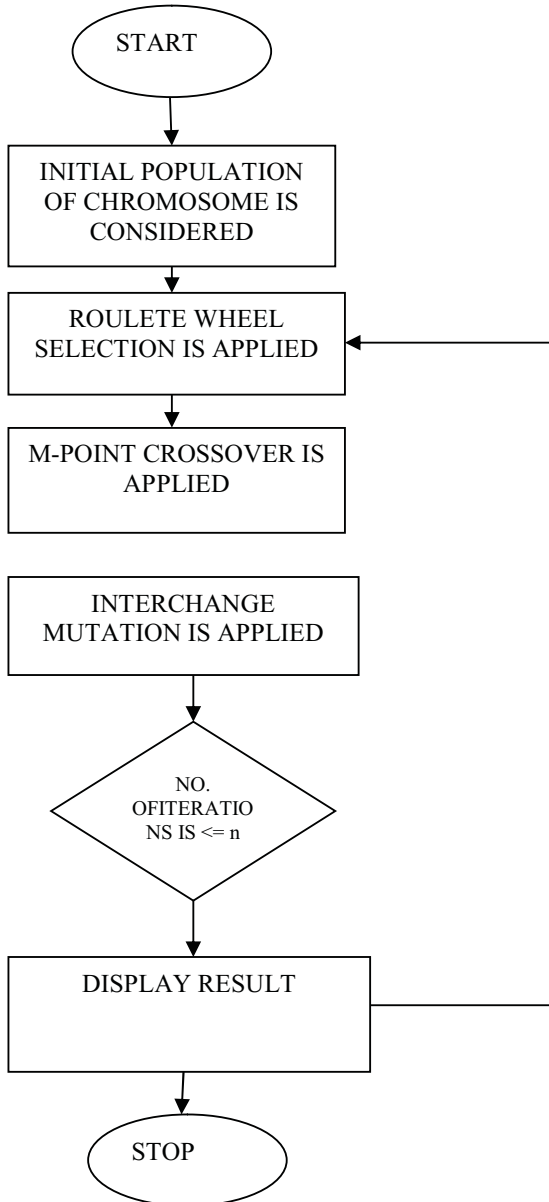 START
INITIAL POPULATION
OF CHROMOSOME IS
CONSIDERED
ROULETE WHEEL
SELECTION IS APPLIED
M-POINT CROSSOVER IS
APPLIED
INTERCHANGE
MUTATION IS APPLIED
NO.
OFITERATIO
NS IS <= n
DISPLAY RESULT
STOP